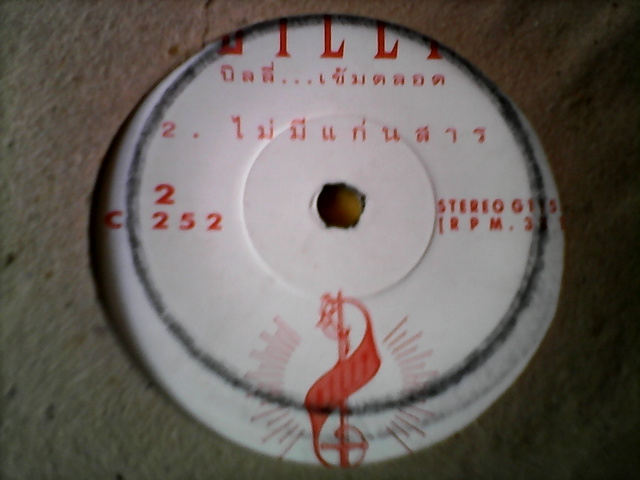 BILLY
บิลลี่...เข้มตลอด
2. ไม่มีแก่นสาร
2
C 252
STEREO
[RPM. 3